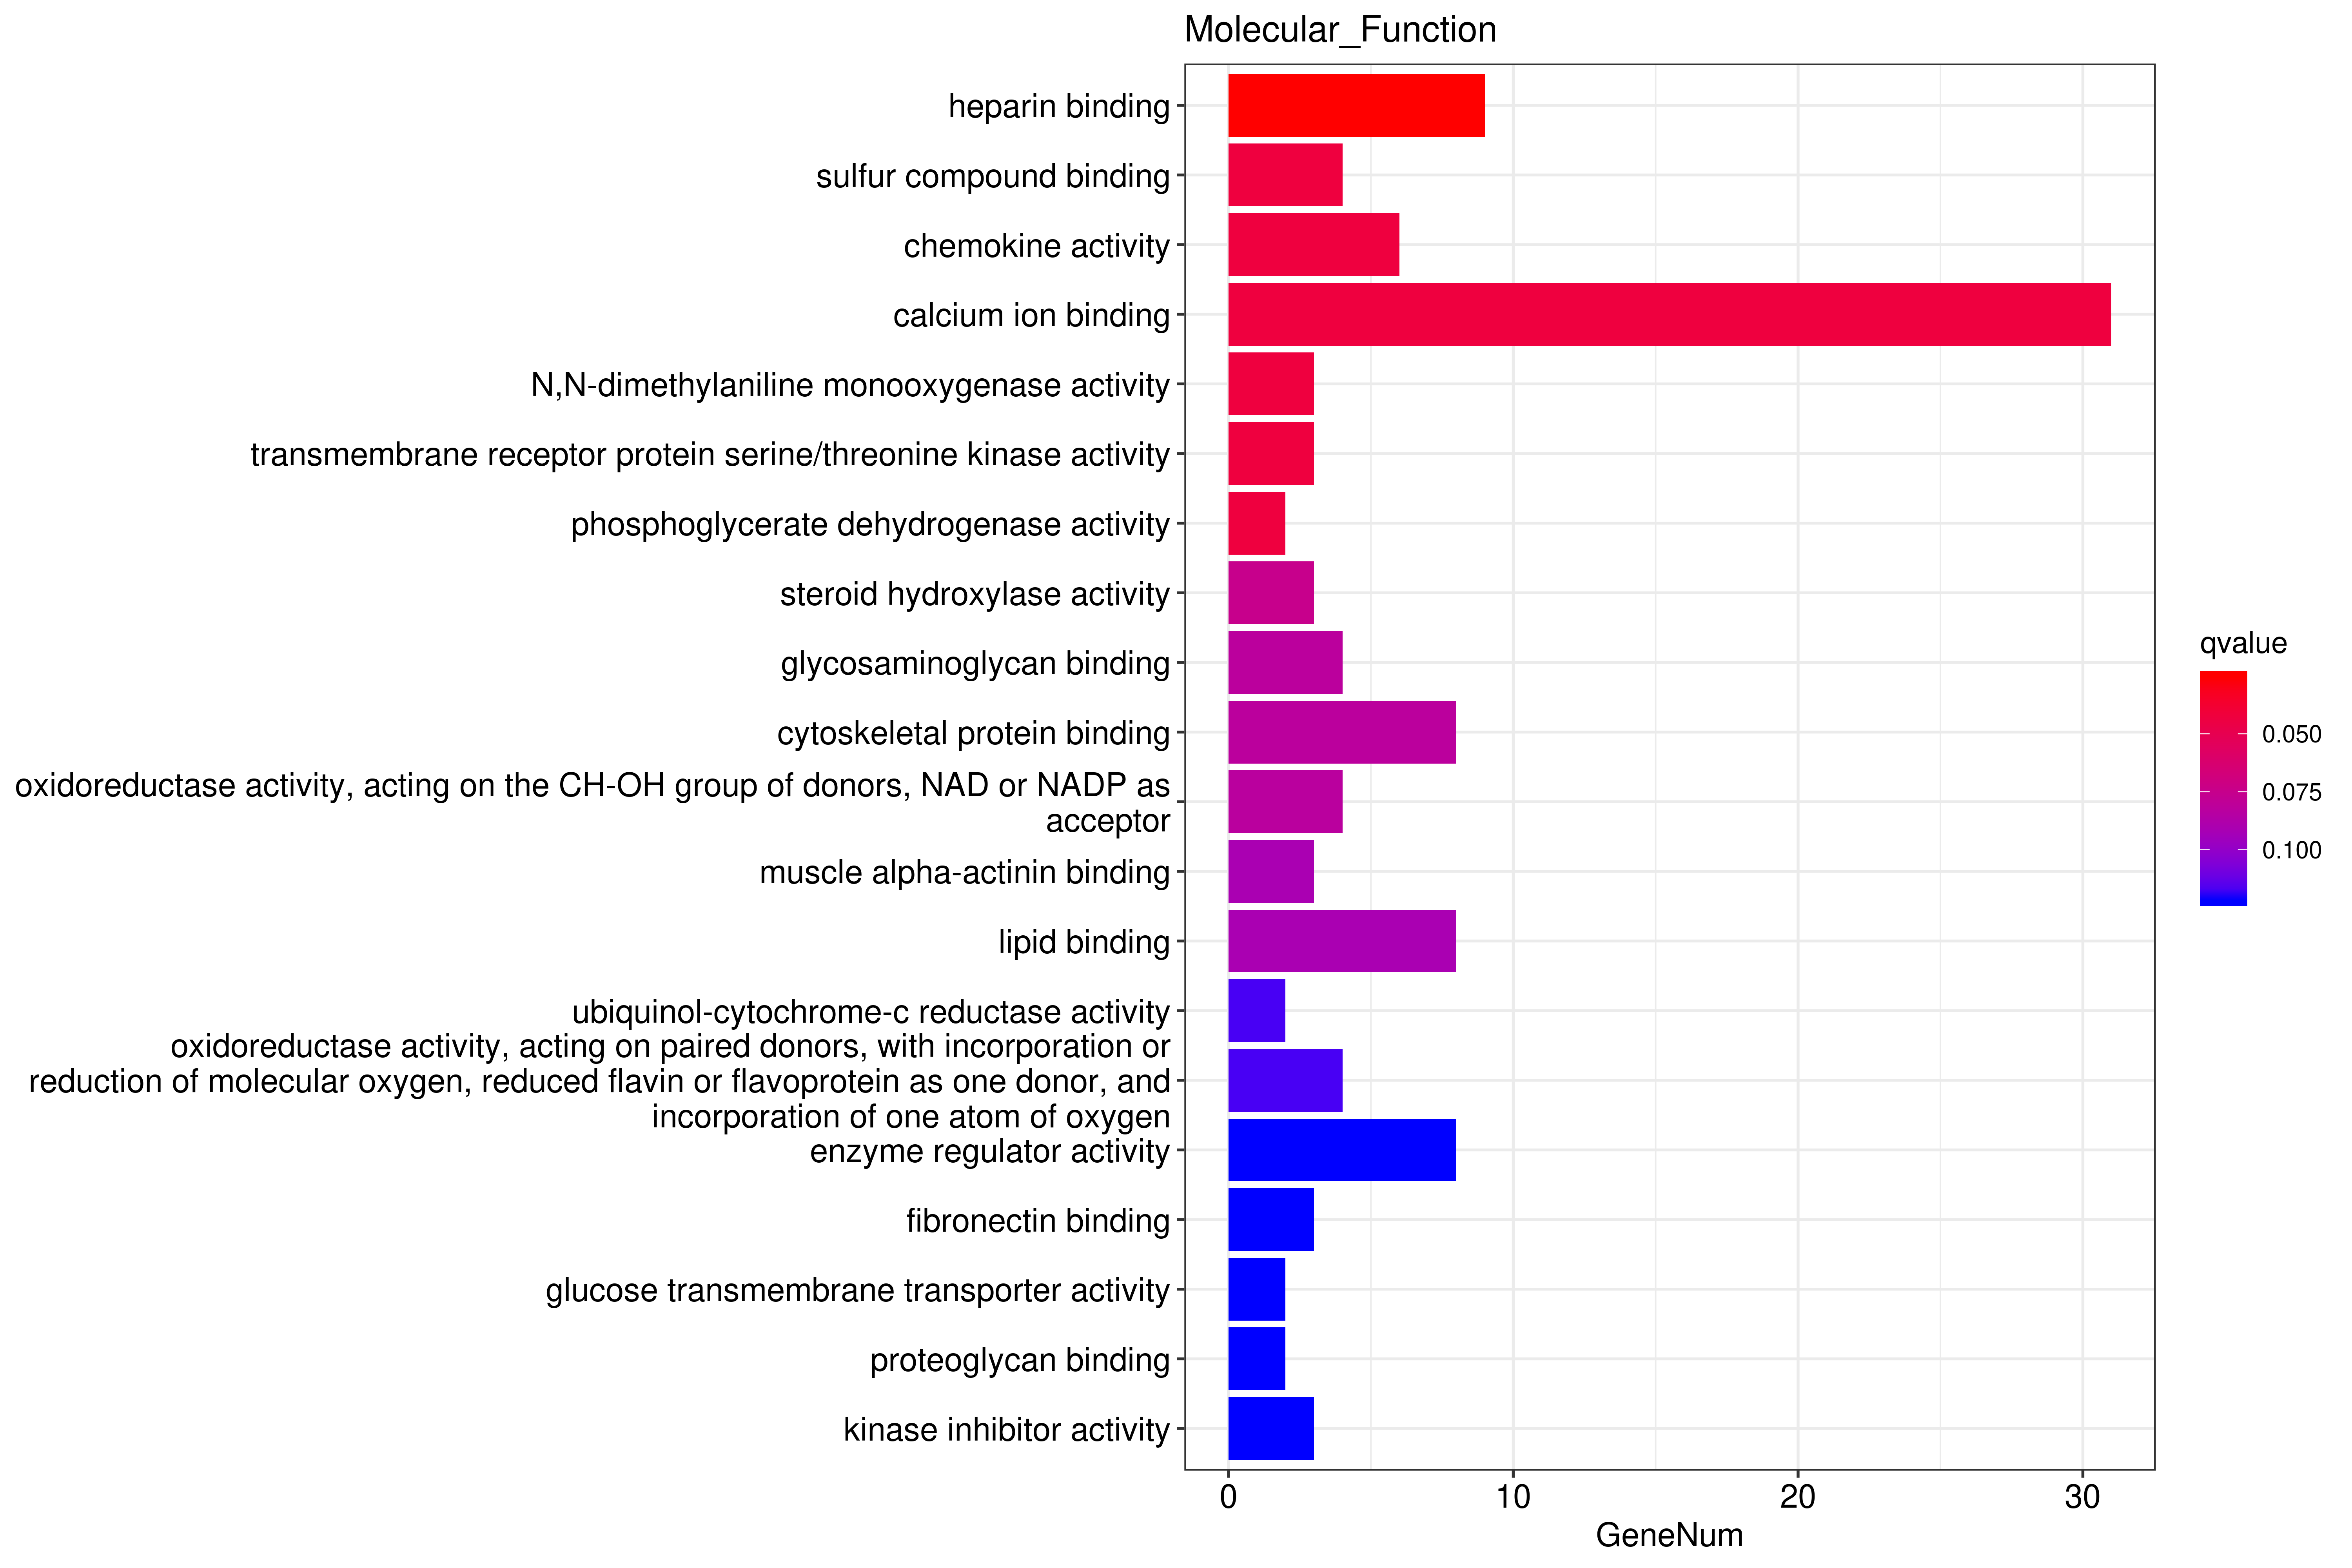 Molecular_Function
heparin binding
sulfur compound binding
chemokine activity
calcium ion binding
N,N-dimethylaniline monooxygenase activity
transmembrane receptor protein serine/threonine kinase activity
phosphoglycerate dehydrogenase activity
steroid hydroxylase activity
glycosaminoglycan binding
cytoskeletal protein binding
oxidoreductase activity, acting on the CH-OH group of donors, NAD or NADP as
acceptor
muscle alpha-actinin binding
lipid binding
ubiquinol-cytochrome-c reductase activity
oxidoreductase activity, acting on paired donors, with incorporation or
reduction of molecular oxygen, reduced flavin or flavoprotein as one donor, and
incorporation of one atom of oxygen
enzyme regulator activity
fibronectin binding
glucose transmembrane transporter activity
proteoglycan binding
kinase inhibitor activity
0 10 20 30
GeneNum
qvalue
0.050
0.075
0.100